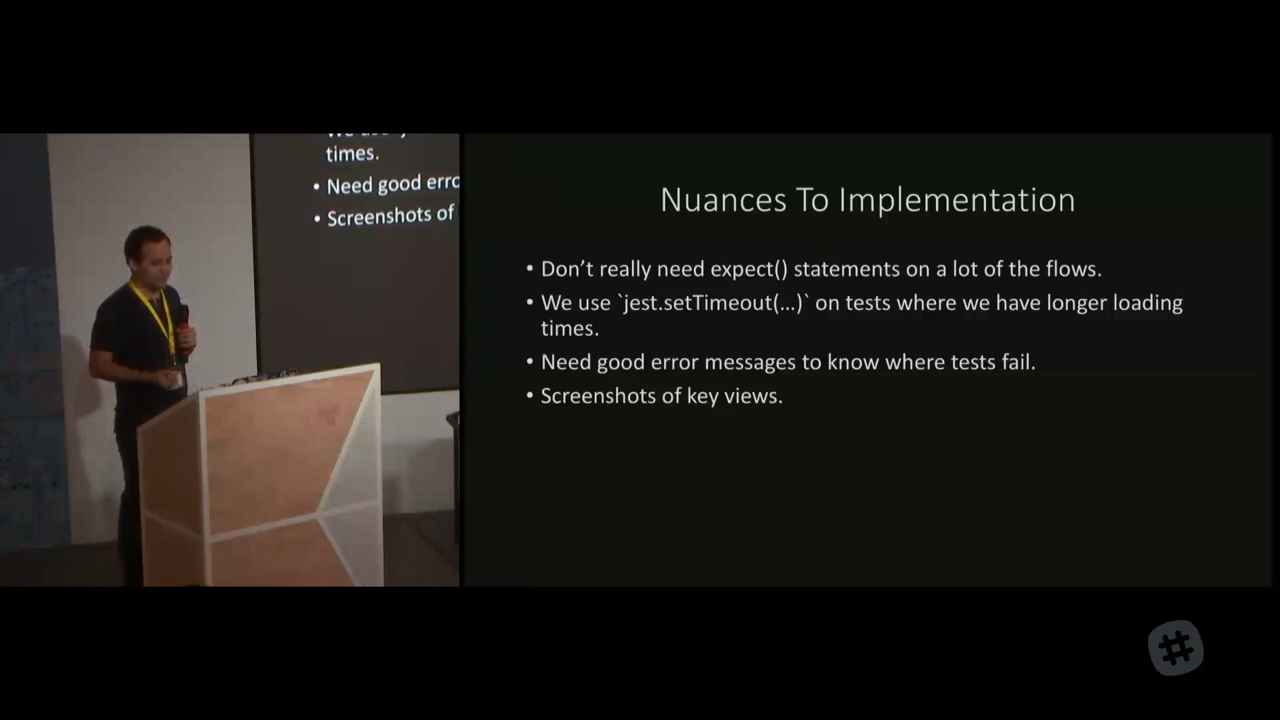 times.
• Need good erro
• Screenshots of
Nuances To Implementation
• Don’t really need expect() statements on a lot of the flows.
• We use `jest.setTimeout(…)` on tests where we have longer loading
times.
• Need good error messages to know where tests fail.
• Screenshots of key views.